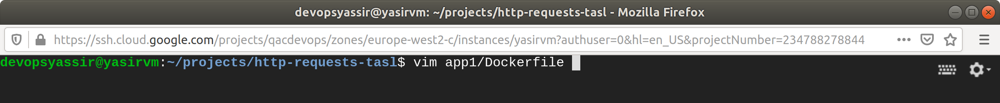 devopsyassir@yasirvm: ~/projects/http-requests-tasl - Mozilla Firefox
https://ssh.cloud.google.com/projects/qacdevops/zones/europe-west2-c/instances/yasirvm?authuser=0&hl=en_US&projectNumber=234788278844
devopsyassir@yasirvm:~/projects/http-requests-tasl$ vim app1/Dockerfile